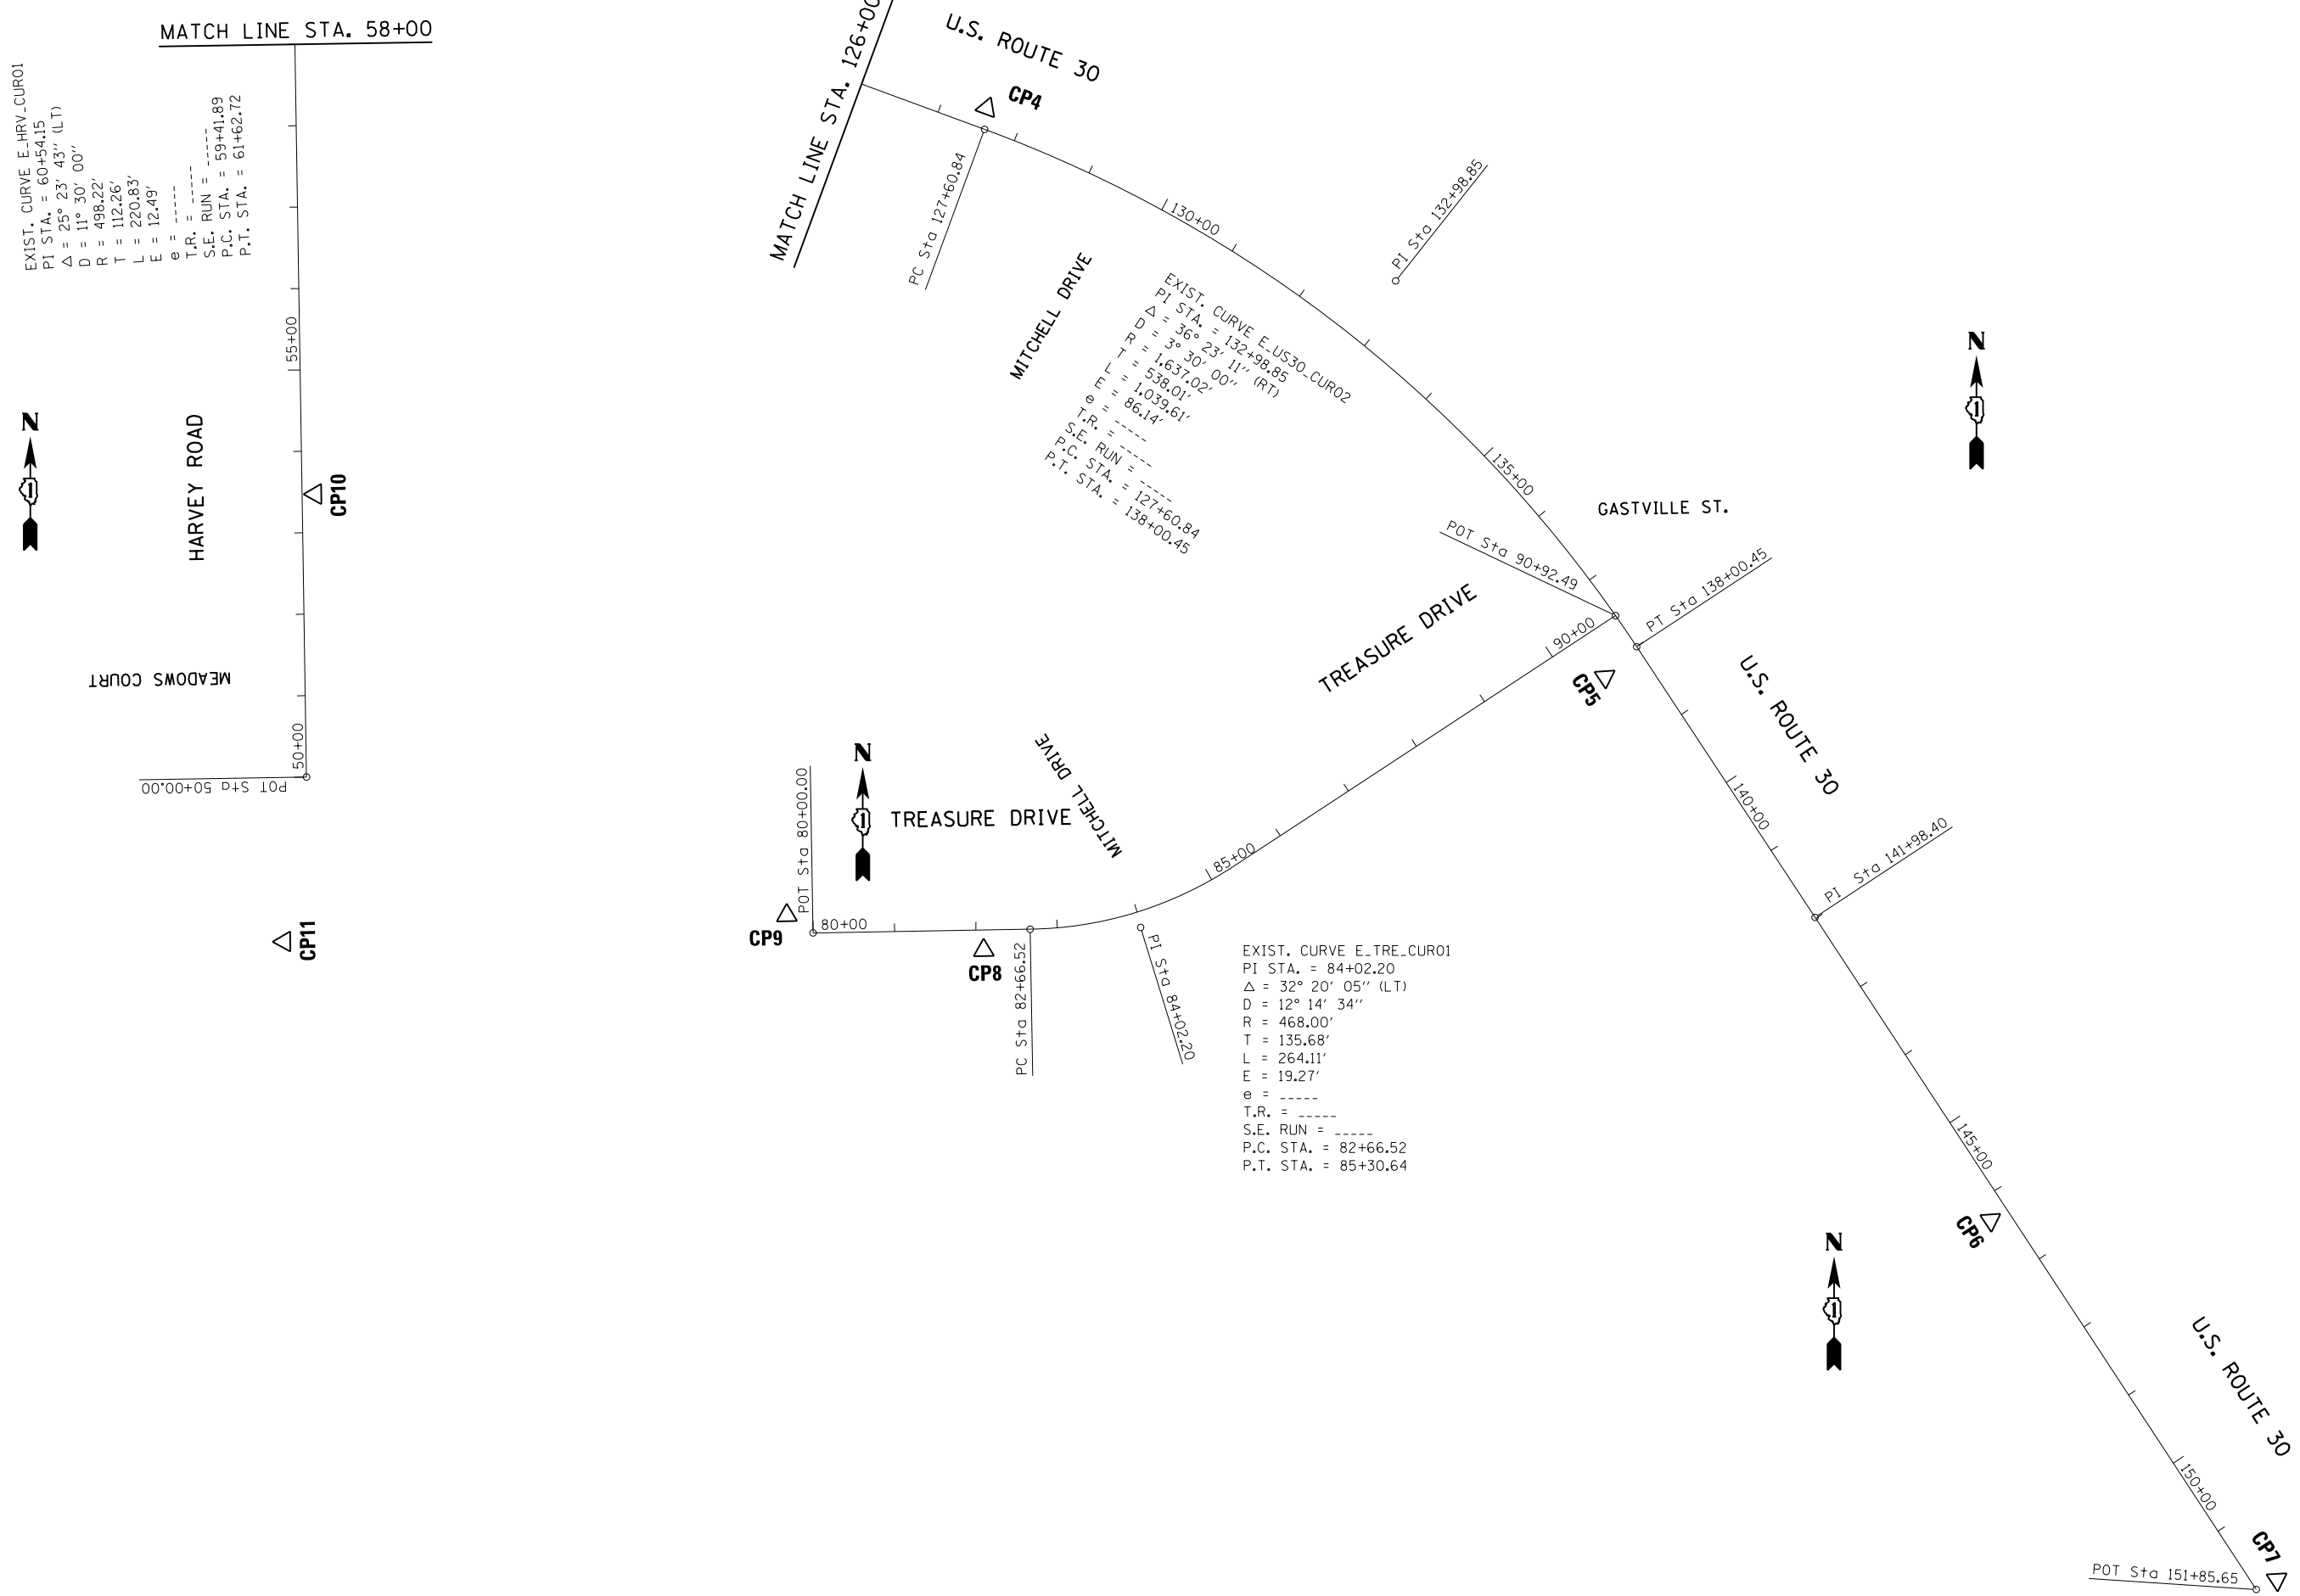 MATCH LINE STA. 58+00
EXIST. CURVE E_HRV_CUR01
PI STA. = 60+54.15
Δ = 25° 23' 43'' (LT)
D = 11° 30' 00''
R = 498.22'
T = 112.26'
L = 220.83'
E = 12.49'
e = -----
T.R. = -----
S.E. RUN = -----
P.C. STA. = 59+41.89
P.T. STA. = 61+62.72
55+00
N
1
HARVEY ROAD
CP10
MEADOWS COURT
50+00
POT Sta 50+00.00
CP11
MATCH LINE STA. 126+00
U.S. ROUTE 30
CP4
PC Sta 127+60.84
130+00
PI Sta 132+98.85
MITCHELL DRIVE
EXIST. CURVE E_US30_CUR02
PI STA. = 132+98.85
Δ = 36° 23' 11'' (RT)
D = 3° 30' 00''
R = 1,637.02'
T = 538.01'
L = 1,039.61'
E = 86.14'
e = -----
T.R. = -----
S.E. RUN = -----
P.C. STA. = 127+60.84
P.T. STA. = 138+00.45
N
1
135+00
GASTVILLE ST.
POT Sta 90+92.49
PT Sta 138+00.45
TREASURE DRIVE
90+00
CP5
U.S. ROUTE 30
140+00
PI Sta 141+98.40
POT Sta 80+00.00
N
1
TREASURE DRIVE
MITCHELL DRIVE
85+00
CP9
80+00
CP8
PC Sta 82+66.52
PI Sta 84+02.20
EXIST. CURVE E_TRE_CUR01
PI STA. = 84+02.20
Δ = 32° 20' 05'' (LT)
D = 12° 14' 34''
R = 468.00'
T = 135.68'
L = 264.11'
E = 19.27'
e = -----
T.R. = -----
S.E. RUN = -----
P.C. STA. = 82+66.52
P.T. STA. = 85+30.64
145+00
CP6
N
1
U.S. ROUTE 30
150+00
CP7
POT Sta 151+85.65